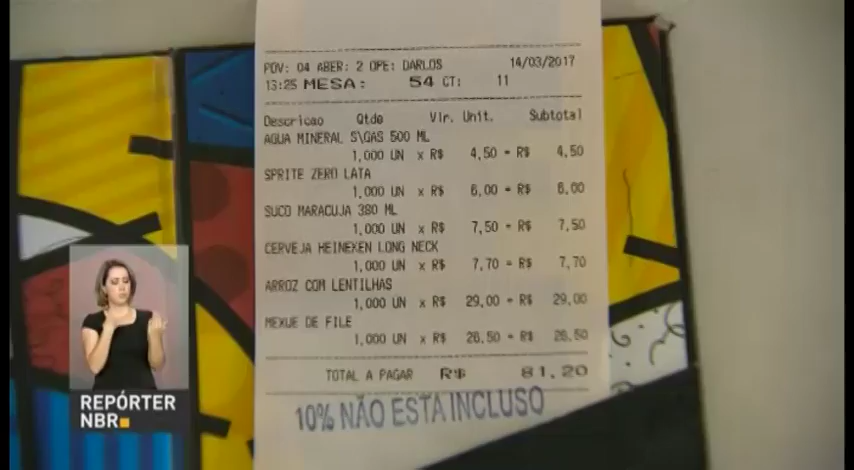 PDV: 04 ABER: 2 OPE: DARLOS 14/03/2017
13:25 MESA: 54 CT: 11
Descricao Qtde Vlr. Unit. Subtotal
AGUA MINERAL S\GAS 500 ML
1,000 UN x R$ 4,50 = R$ 4,50
SPRITE ZERO LATA
1,000 UN x R$ 6,00 = R$ 6,00
SUCO MARACUJA 380 ML
1,000 UN x R$ 7,50 = R$ 7,50
CERVEJA HEINEKEN LONG NECK
1,000 UN x R$ 7,70 = R$ 7,70
ARROZ COM LENTILHAS
1,000 UN x R$ 29,00 = R$ 29,00
MEXUE DE FILE
1,000 UN x R$ 26,50 = R$ 26,50
TOTAL A PAGAR R$ 81,20
10% NÃO ESTA INCLUSO
REPÓRTER
NBR